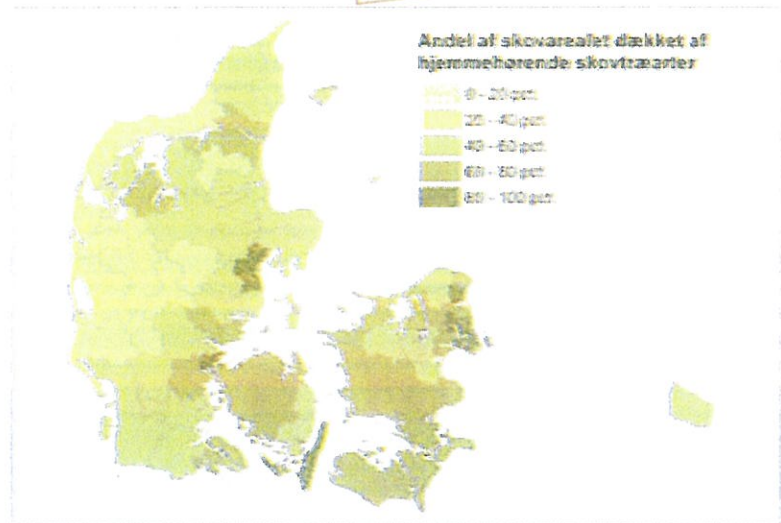 Andel af skovarealet dækket af
hjemmehørende skovtræarter
0 - 20 pct.
20 - 40 pct.
40 - 60 pct.
60 - 80 pct.
80 - 100 pct.